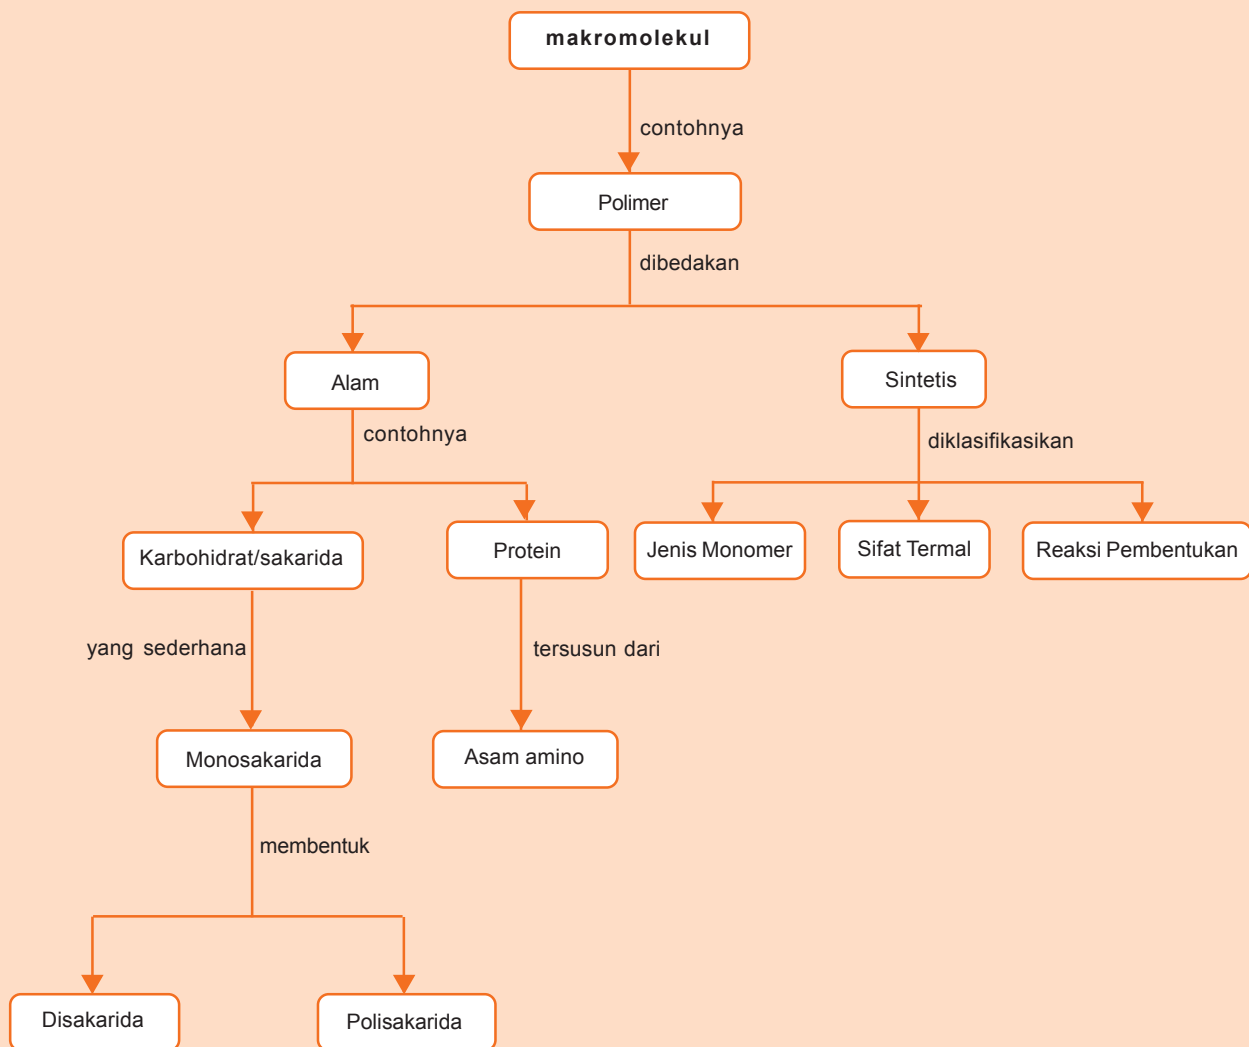 makromolekul
contohnya
Polimer
dibedakan
Alam
Sintetis
contohnya
diklasifikasikan
Karbohidrat/sakarida
Protein
Jenis Monomer
Sifat Termal
Reaksi Pembentukan
yang sederhana
tersusun dari
Monosakarida
Asam amino
membentuk
Disakarida
Polisakarida